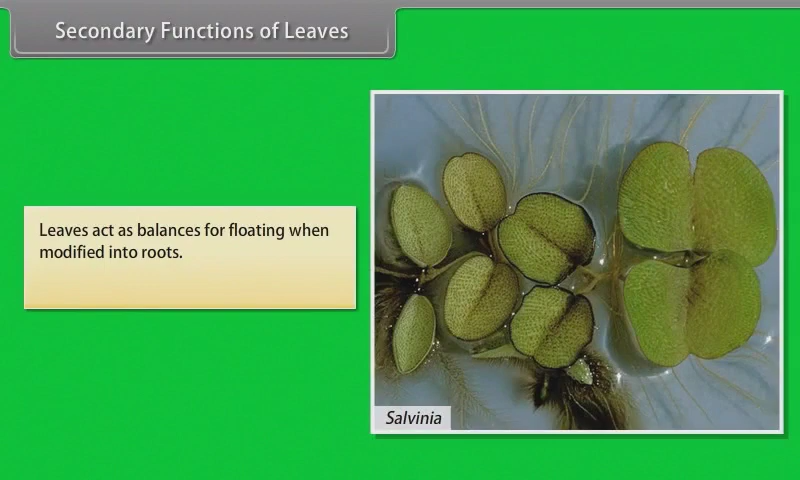 Secondary Functions of Leaves
Leaves act as balances for floating when
modified into roots.
Salvinia